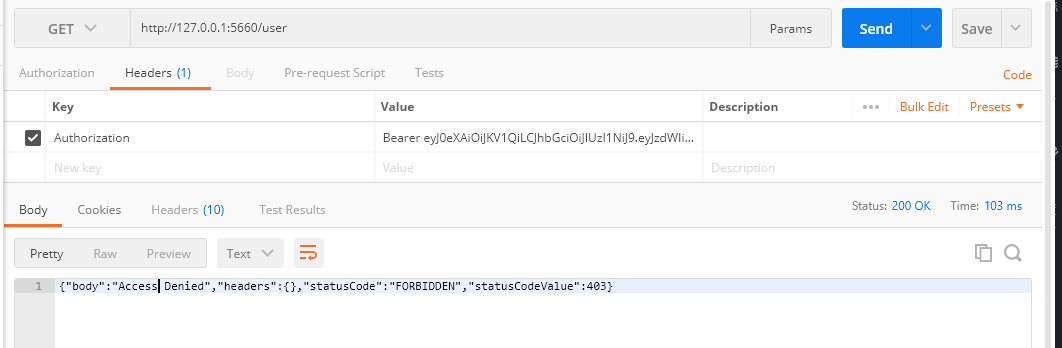 GET http://127.0.0.1:5660/user Params Send Save
Authorization Headers (1) Body Pre-request Script Tests Code
Key Value Description ••• Bulk Edit Presets
Authorization Bearer eyJ0eXAiOiJKV1QiLCJhbGciOiJIUzI1NiJ9.eyJzdWIi...
New key Value Description
Body Cookies Headers (10) Test Results Status: 200 OK Time: 103 ms
Pretty Raw Preview Text
1 {"body":"Access Denied","headers":{},"statusCode":"FORBIDDEN","statusCodeValue":403}